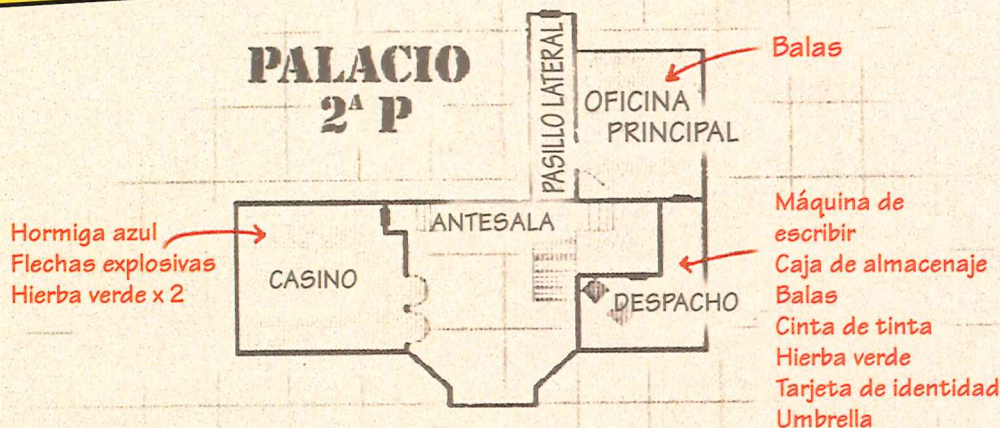 PALACIO
2ª P
PASILLO LATERAL
OFICINA
PRINCIPAL
Balas
ANTESALA
CASINO
DESPACHO
Hormiga azul
Flechas explosivas
Hierba verde x 2
Máquina de
escribir
Caja de almacenaje
Balas
Cinta de tinta
Hierba verde
Tarjeta de identidad
Umbrella